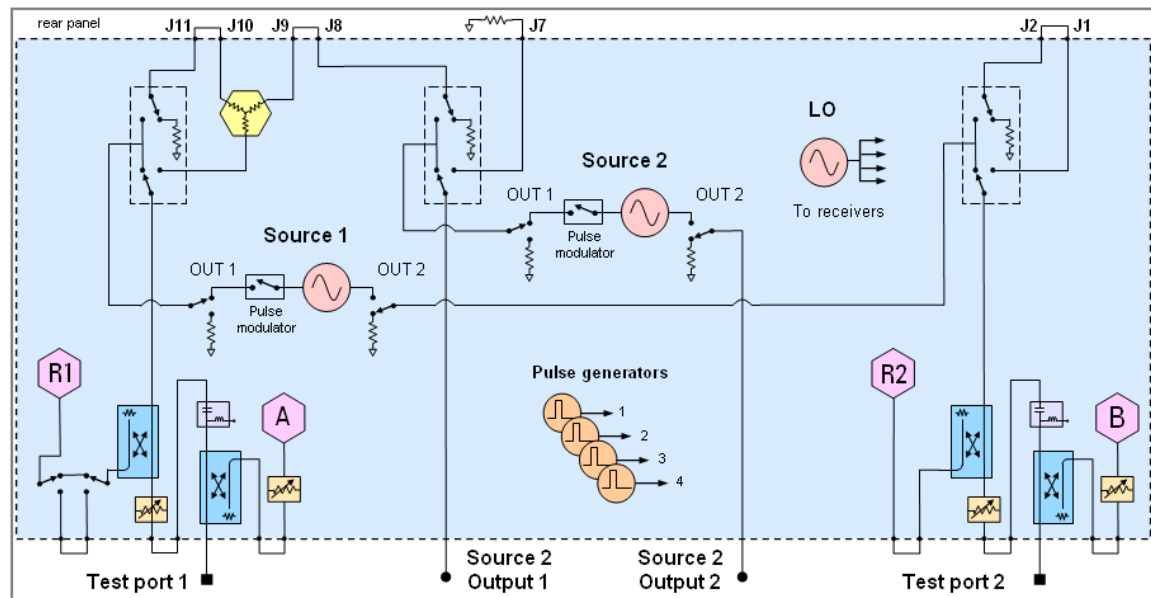 rear panel
J11 J10 J9 J8 J7 J2 J1
LO
To receivers
Source 2
OUT 1
OUT 2
Pulse
modulator
Source 1
OUT 1
OUT 2
Pulse
modulator
R1
A
Pulse generators
1
2
3
4
R2
B
Test port 1
Source 2
Output 1
Source 2
Output 2
Test port 2